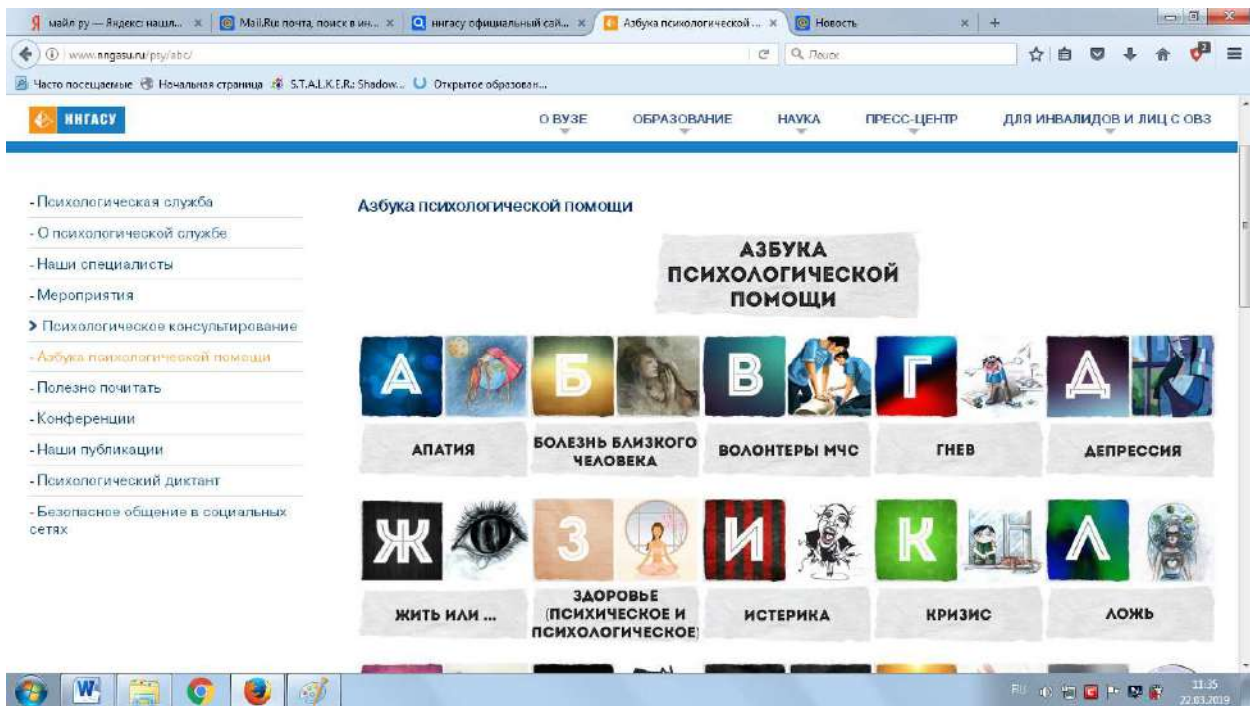 майл ру — Яндекс: нашл...
Mail.Ru: почта, поиск в ин...
ннгасу официальный сай...
Азбука психологической ...
Новость
www.nngasu.ru/psy/abc/
Поиск
2
Часто посещаемые Начальная страница S.T.A.L.K.E.R.: Shadow... Открытое образован...
ННГАСУ
О ВУЗЕ ОБРАЗОВАНИЕ НАУКА ПРЕСС-ЦЕНТР ДЛЯ ИНВАЛИДОВ И ЛИЦ С ОВЗ
- Психологическая служба
- О психологической службе
- Наши специалисты
- Мероприятия
Психологическое консультирование
- Азбука психологической помощи
- Полезно почитать
- Конференции
- Наши публикации
- Психологический диктант
- Безопасное общение в социальных
сетях
Азбука психологической помощи
АЗБУКА
ПСИХОЛОГИЧЕСКОЙ
ПОМОЩИ
А Б В Г Д
АПАТИЯ
БОЛЕЗНЬ БЛИЗКОГО
ЧЕЛОВЕКА
ВОЛОНТЕРЫ МЧС
ГНЕВ
ДЕПРЕССИЯ
Ж З И К Л
ЖИТЬ ИЛИ ...
ЗДОРОВЬЕ
(ПСИХИЧЕСКОЕ И
ПСИХОЛОГИЧЕСКОЕ)
ИСТЕРИКА
КРИЗИС
ЛОЖЬ
RU
11:35
22.03.2019